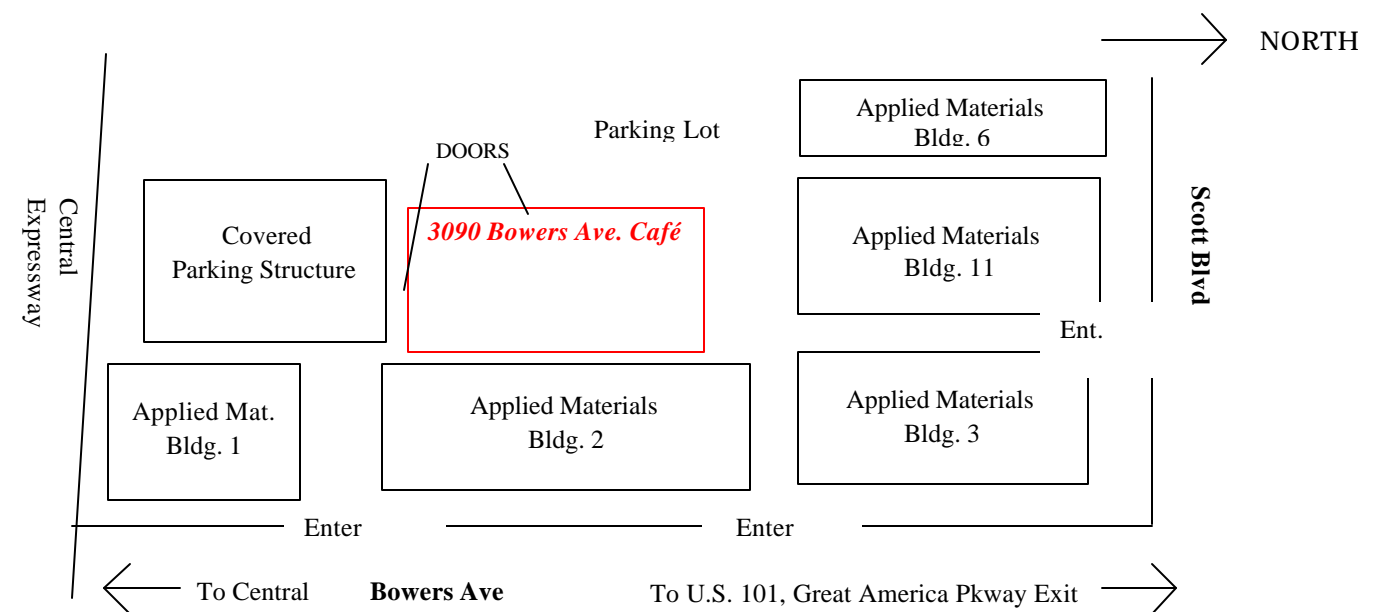 NORTH
Applied Materials
Bldg. 6
Parking Lot
DOORS
Central
Expressway
Covered
Parking Structure
3090 Bowers Ave. Café
Applied Materials
Bldg. 11
Scott Blvd
Ent.
Applied Mat.
Bldg. 1
Applied Materials
Bldg. 2
Applied Materials
Bldg. 3
Enter
Enter
To Central
Bowers Ave
To U.S. 101, Great America Pkway Exit